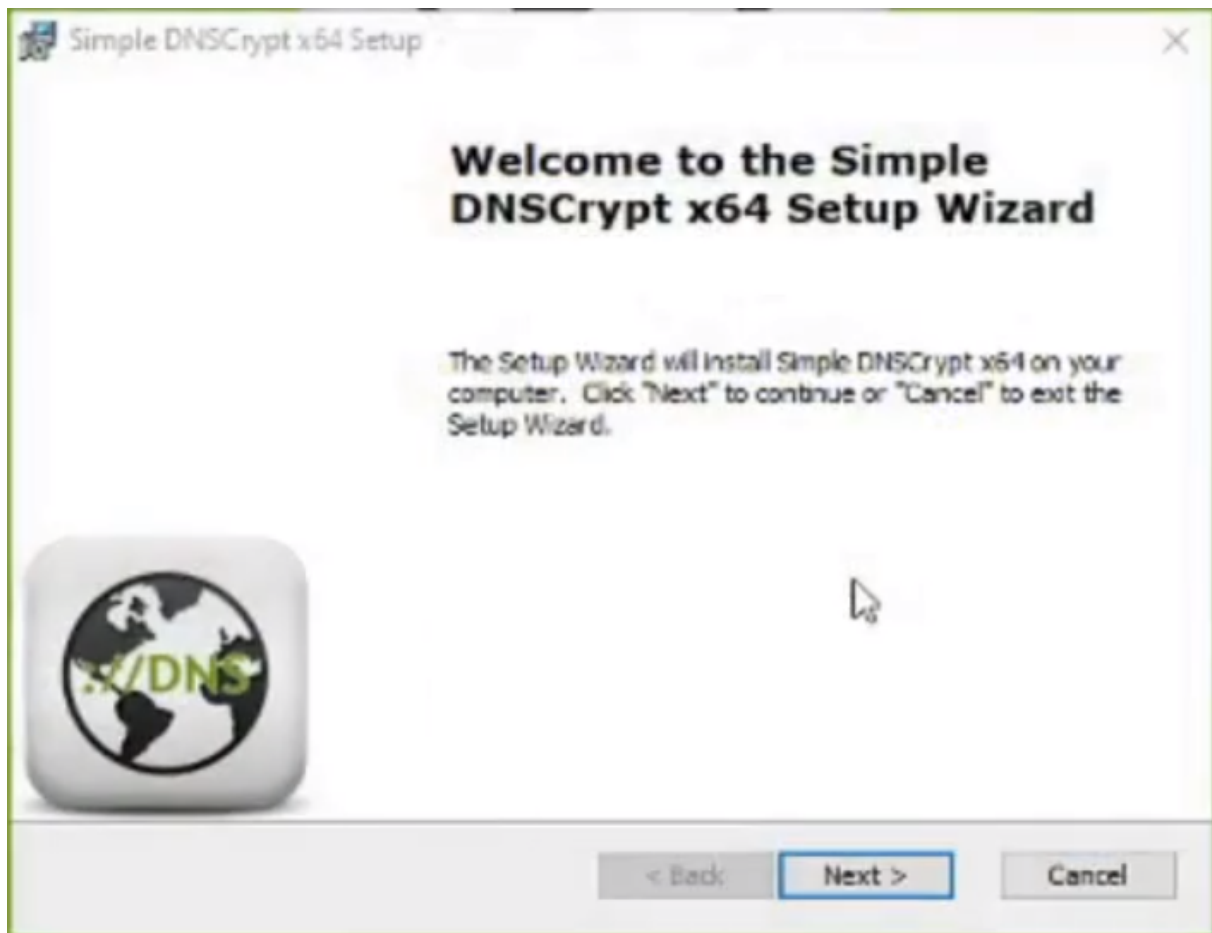 Simple DNSCrypt x64 Setup
Welcome to the Simple
DNSCrypt x64 Setup Wizard
The Setup Wizard will install Simple DNSCrypt x64 on your
computer. Click "Next" to continue or "Cancel" to exit the
Setup Wizard.
://DNS
< Back
Next >
Cancel